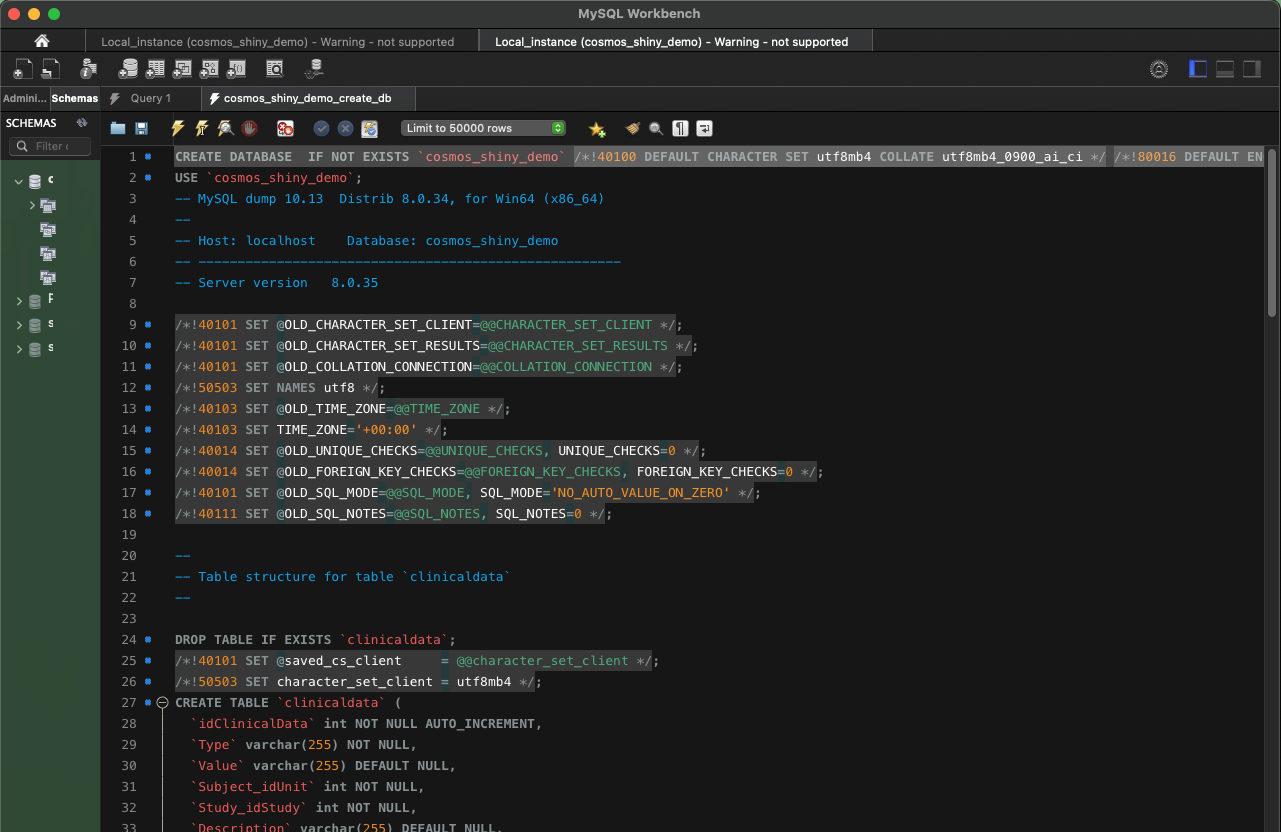 MySQL Workbench
Local_instance (cosmos_shiny_demo) - Warning - not supported
Local_instance (cosmos_shiny_demo) - Warning - not supported
Admini... Schemas Query 1 cosmos_shiny_demo_create_db
SCHEMAS
Filter
Limit to 50000 rows
1 CREATE DATABASE  IF NOT EXISTS `cosmos_shiny_demo` /*!40100 DEFAULT CHARACTER SET utf8mb4 COLLATE utf8mb4_0900_ai_ci */ /*!80016 DEFAULT EN
2 USE `cosmos_shiny_demo`;
3 -- MySQL dump 10.13  Distrib 8.0.34, for Win64 (x86_64)
4 --
5 -- Host: localhost    Database: cosmos_shiny_demo
6 -- ------------------------------------------------------
7 -- Server version   8.0.35
8
9 /*!40101 SET @OLD_CHARACTER_SET_CLIENT=@@CHARACTER_SET_CLIENT */;
10 /*!40101 SET @OLD_CHARACTER_SET_RESULTS=@@CHARACTER_SET_RESULTS */;
11 /*!40101 SET @OLD_COLLATION_CONNECTION=@@COLLATION_CONNECTION */;
12 /*!50503 SET NAMES utf8 */;
13 /*!40103 SET @OLD_TIME_ZONE=@@TIME_ZONE */;
14 /*!40103 SET TIME_ZONE='+00:00' */;
15 /*!40014 SET @OLD_UNIQUE_CHECKS=@@UNIQUE_CHECKS, UNIQUE_CHECKS=0 */;
16 /*!40014 SET @OLD_FOREIGN_KEY_CHECKS=@@FOREIGN_KEY_CHECKS, FOREIGN_KEY_CHECKS=0 */;
17 /*!40101 SET @OLD_SQL_MODE=@@SQL_MODE, SQL_MODE='NO_AUTO_VALUE_ON_ZERO' */;
18 /*!40111 SET @OLD_SQL_NOTES=@@SQL_NOTES, SQL_NOTES=0 */;
19
20 --
21 -- Table structure for table `clinicaldata`
22 --
23
24 DROP TABLE IF EXISTS `clinicaldata`;
25 /*!40101 SET @saved_cs_client     = @@character_set_client */;
26 /*!50503 SET character_set_client = utf8mb4 */;
27 CREATE TABLE `clinicaldata` (
28 `idClinicalData` int NOT NULL AUTO_INCREMENT,
29 `Type` varchar(255) NOT NULL,
30 `Value` varchar(255) DEFAULT NULL,
31 `Subject_idUnit` int NOT NULL,
32 `Study_idStudy` int NOT NULL,
33 `Description` varchar(255) DEFAULT NULL,